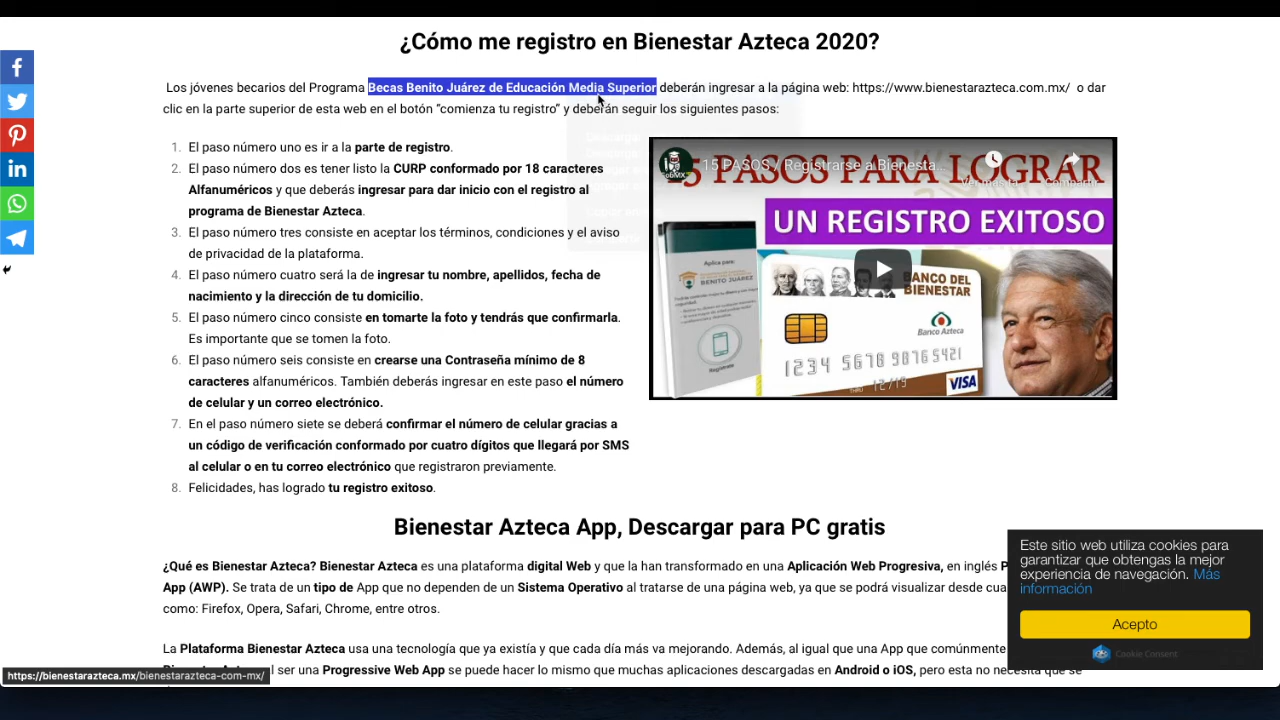 ¿Cómo me registro en Bienestar Azteca 2020?
Los jóvenes becarios del Programa Becas Benito Juárez de Educación Media Superior deberán ingresar a la página web: https://www.bienestarazteca.com.mx/ o dar
clic en la parte superior de esta web en el botón "comienza tu registro" y deberán seguir los siguientes pasos:
1. El paso número uno es ir a la parte de registro.
2. El paso número dos es tener listo la CURP conformado por 18 caracteres
Alfanuméricos y que deberás ingresar para dar inicio con el registro al
programa de Bienestar Azteca.
3. El paso número tres consiste en aceptar los términos, condiciones y el aviso
de privacidad de la plataforma.
4. El paso número cuatro será la de ingresar tu nombre, apellidos, fecha de
nacimiento y la dirección de tu domicilio.
5. El paso número cinco consiste en tomarte la foto y tendrás que confirmarla.
Es importante que se tomen la foto.
6. El paso número seis consiste en crearse una Contraseña mínimo de 8
caracteres alfanuméricos. También deberás ingresar en este paso el número
de celular y un correo electrónico.
7. En el paso número siete se deberá confirmar el número de celular gracias a
un código de verificación conformado por cuatro dígitos que llegará por SMS
al celular o en tu correo electrónico que registraron previamente.
8. Felicidades, has logrado tu registro exitoso.
15 PASOS PARA LOGRAR
15 PASOS / Registrarse a Bienesta...
UN REGISTRO EXITOSO
Aplica para:
BENITO JUÁREZ
Regístrate
BANCO DEL
BIENESTAR
Banco Azteca
1234 5678 98765421
12/19
VISA
Bienestar Azteca App, Descargar para PC gratis
¿Qué es Bienestar Azteca? Bienestar Azteca es una plataforma digital Web y que la han transformado en una Aplicación Web Progresiva, en inglés P
App (AWP). Se trata de un tipo de App que no dependen de un Sistema Operativo al tratarse de una página web, ya que se podrá visualizar desde cua
como: Firefox, Opera, Safari, Chrome, entre otros.
La Plataforma Bienestar Azteca usa una tecnología que ya existía y que cada día más va mejorando. Además, al igual que una App que comúnmente
l ser una Progressive Web App se puede hacer lo mismo que muchas aplicaciones descargadas en Android o iOS, pero esta no necesita que se
Este sitio web utiliza cookies para
garantizar que obtengas la mejor
experiencia de navegación. Más
información
Acepto
Cookie Consent
https://bienestarazteca.mx/bienestarazteca-com-mx/